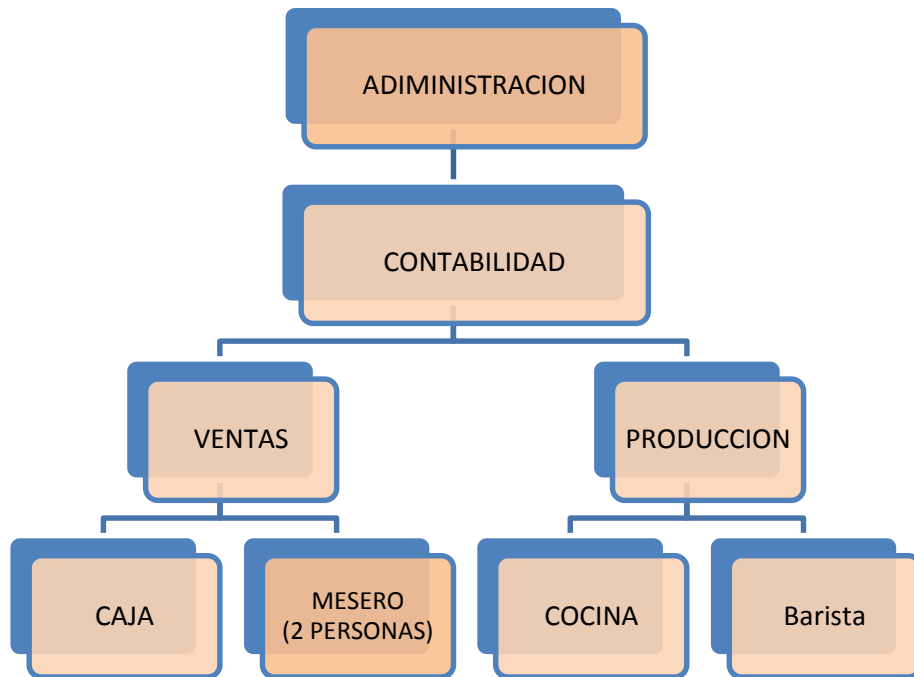 ADIMINISTRACION
CONTABILIDAD
VENTAS
PRODUCCION
CAJA
MESERO
(2 PERSONAS)
COCINA
Barista